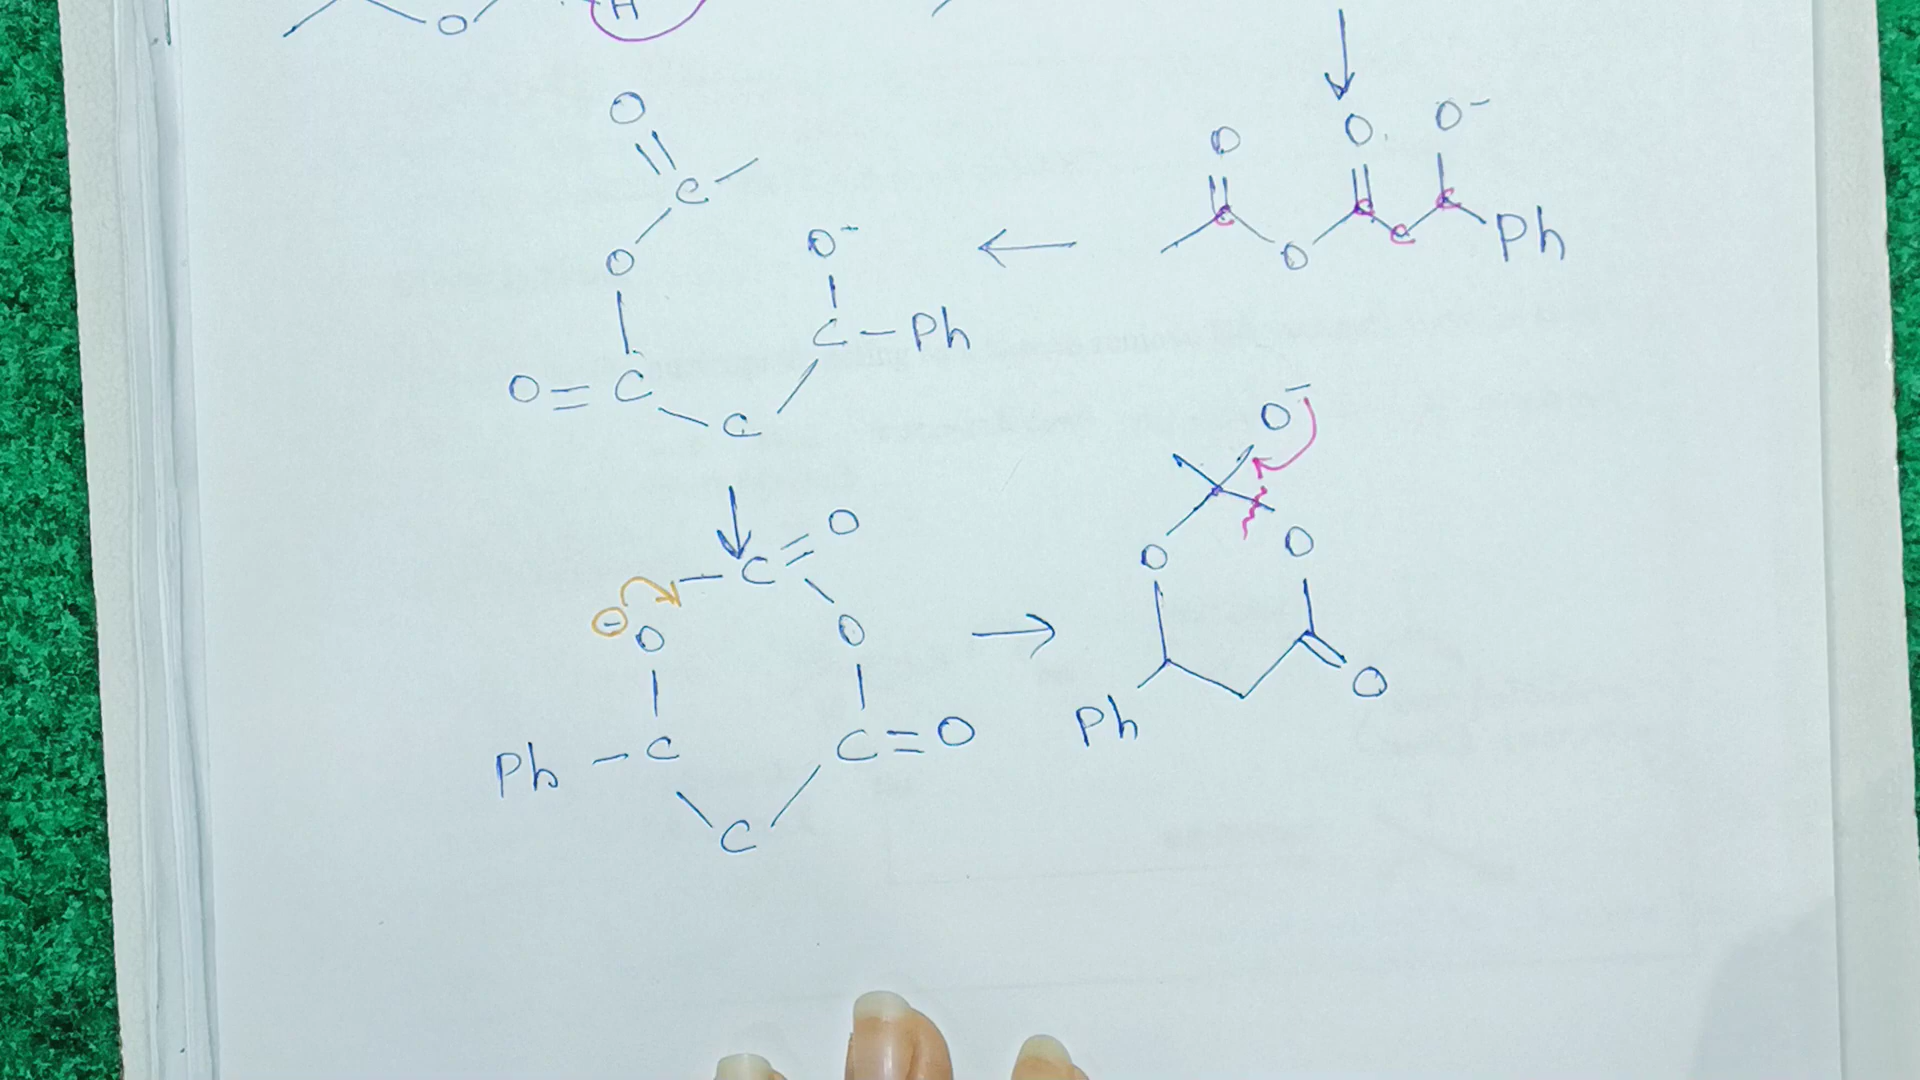 O H
O
C
O O⁻
C – Ph
O = C
C
O O O⁻
C C C
O C Ph
C = O
⊖
O O
Ph – C C = O
C
O⁻
O O
O
Ph